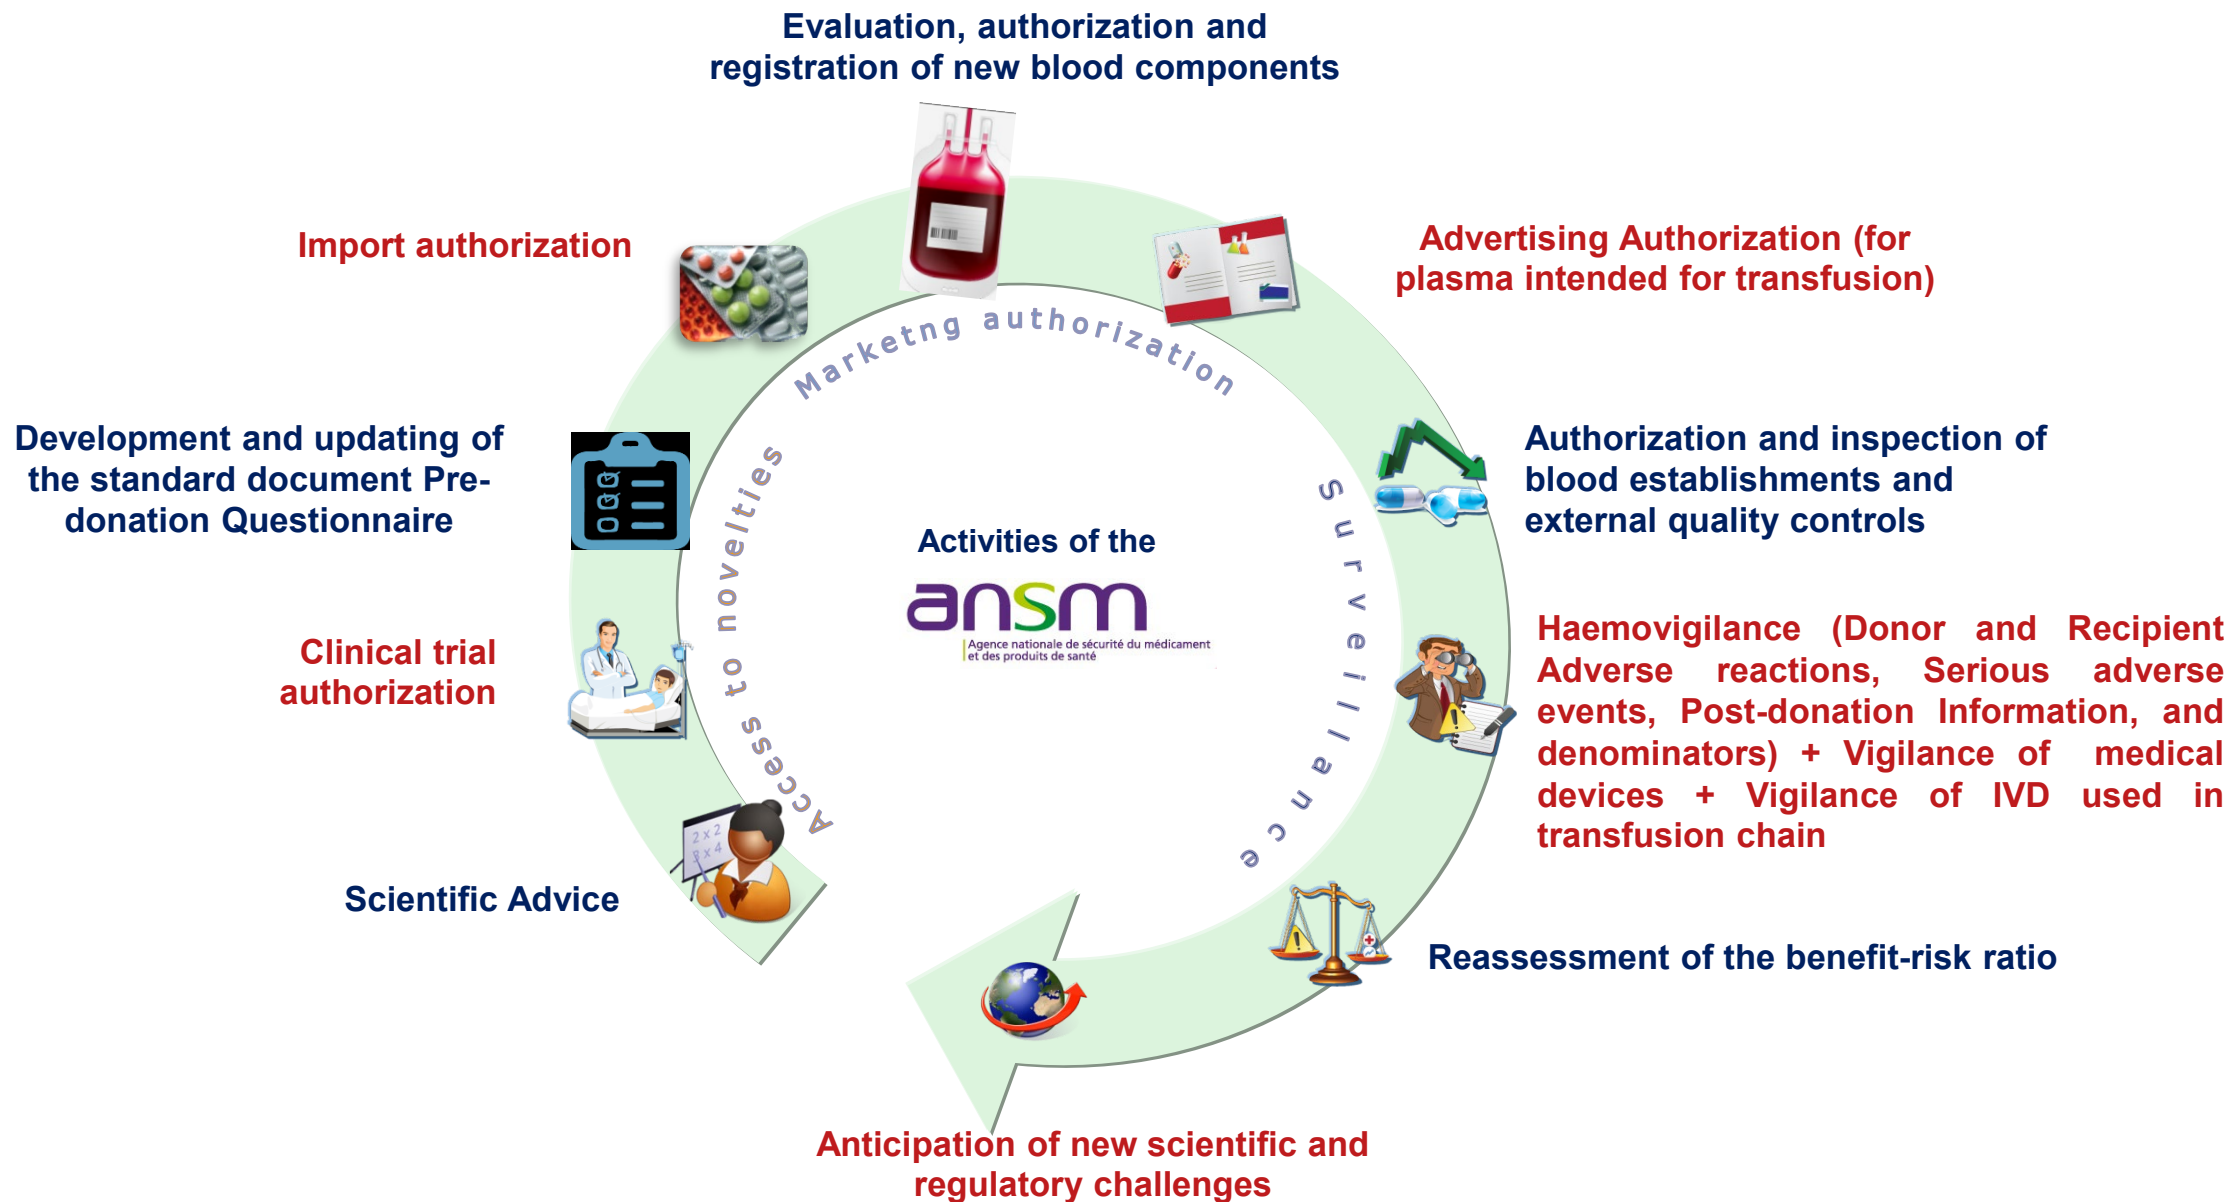 Evaluation, authorization and
registration of new blood components
Import authorization
Advertising Authorization (for
plasma intended for transfusion)
Marketng authorization
Development and updating of
the standard document Pre-
donation Questionnaire
Access to novelties
Surveillance
Authorization and inspection of
blood establishments and
external quality controls
Activities of the
ansm
Agence nationale de sécurité du médicament
et des produits de santé
Clinical trial
authorization
Haemovigilance (Donor and Recipient
Adverse reactions, Serious adverse
events, Post-donation Information, and
denominators) + Vigilance of medical
devices + Vigilance of IVD used in
transfusion chain
2 x 2
3 x 4
Scientific Advice
Reassessment of the benefit-risk ratio
Anticipation of new scientific and
regulatory challenges